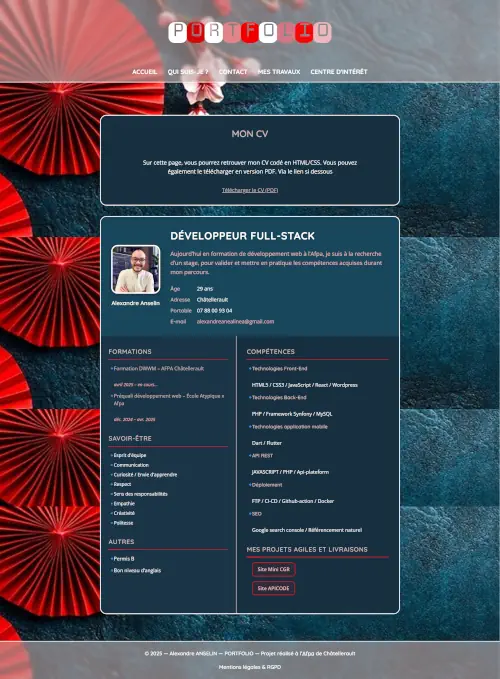 PORTFOLIO
ACCUEIL QUI SUIS-JE ? CONTACT MES TRAVAUX CENTRE D'INTÉRÊT
MON CV
Sur cette page, vous pourrez retrouver mon CV codé en HTML/CSS. Vous pouvez
également le télécharger en version PDF. Via le lien si dessous
Télécharger le CV (PDF)
DÉVELOPPEUR FULL-STACK
Aujourd'hui en formation de développement web à l'Afpa, je suis à la recherche
d'un stage, pour valider et mettre en pratique les compétences acquises durant
mon parcours.
Alexandre Anselin
Âge 29 ans
Adresse Châtellerault
Portable 07 88 00 93 04
E-mail
FORMATIONS
Formation DWWM – AFPA Châtellerault
avril 2025 – en cours...
Préquali développement web – École Atypique x
Afpa
déc. 2024 – avr. 2025
SAVOIR-ÊTRE
Esprit d'équipe
Communication
Curiosité / Envie d'apprendre
Respect
Sens des responsabilités
Empathie
Créativité
Politesse
AUTRES
Permis B
Bon niveau d'anglais
COMPÉTENCES
Technologies Front-End
HTML5 / CSS3 / JavaScript / React / Wordpress
Technologies Back-End
PHP / Framework Symfony / MySQL
Technologies application mobile
Dart / Flutter
API REST
JAVASCRIPT / PHP / Api-plateform
Déploiement
FTP / CI-CD / Github-action / Docker
SEO
Google search console / Référencement naturel
MES PROJETS AGILES ET LIVRAISONS
Site Mini CGB
Site APICODE
© 2025 — Alexandre ANSELIN — PORTFOLIO — Projet réalisé à l'Afpa de Châtellerault
Mentions légales & RGPD